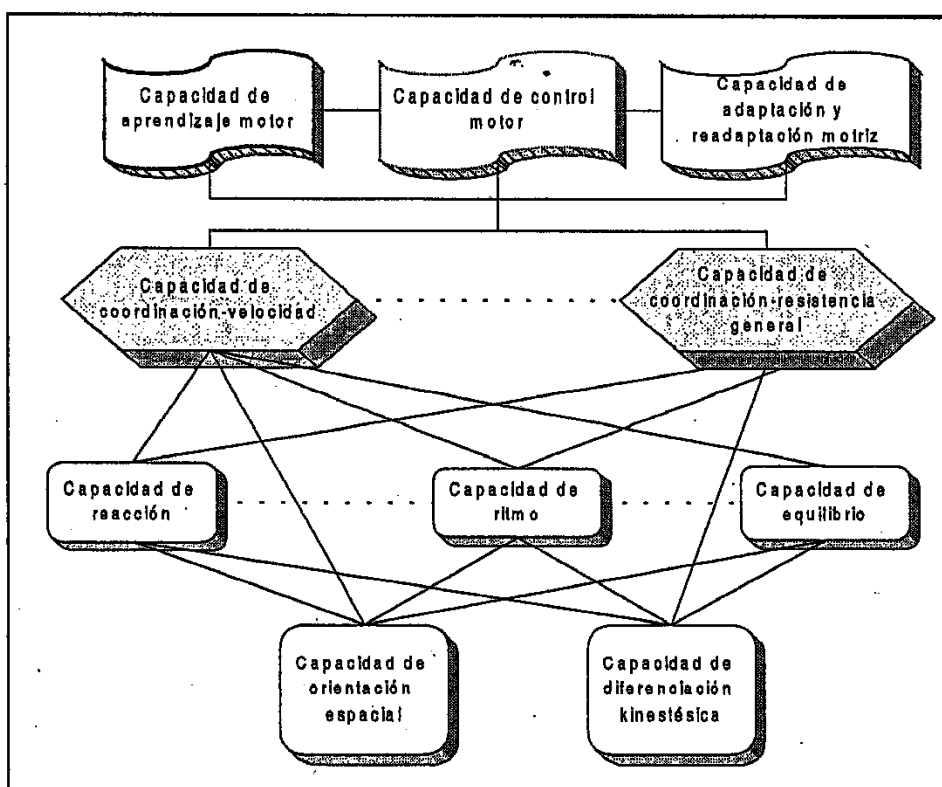 Capacidad de
aprendizaje motor
Capacidad de control
motor
Capacidad de
adaptación y
readaptación motriz
Capacidad de
coordinación-velocidad
Capacidad de
coordinación-resistencia
general
Capacidad de
reacción
Capacidad de
ritmo
Capacidad de
equilibrio
Capacidad de
orientación
espacial
Capacidad de
diferenciación
kinestésica